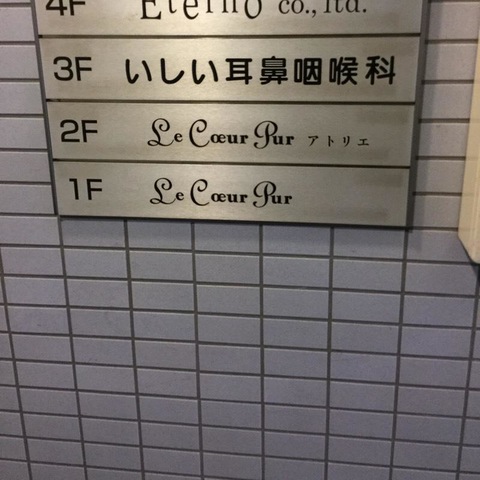 4F Eterno co., ltd.
3F いしい耳鼻咽喉科
2F Le Cœur Pur アトリエ
1F Le Cœur Pur